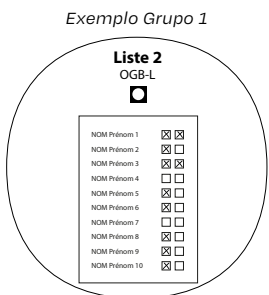 Exemplo Grupo 1
Liste 2
OGB-L
NOM Prénom 1
NOM Prénom 2
NOM Prénom 3
NOM Prénom 4
NOM Prénom 5
NOM Prénom 6
NOM Prénom 7
NOM Prénom 8
NOM Prénom 9
NOM Prénom 10